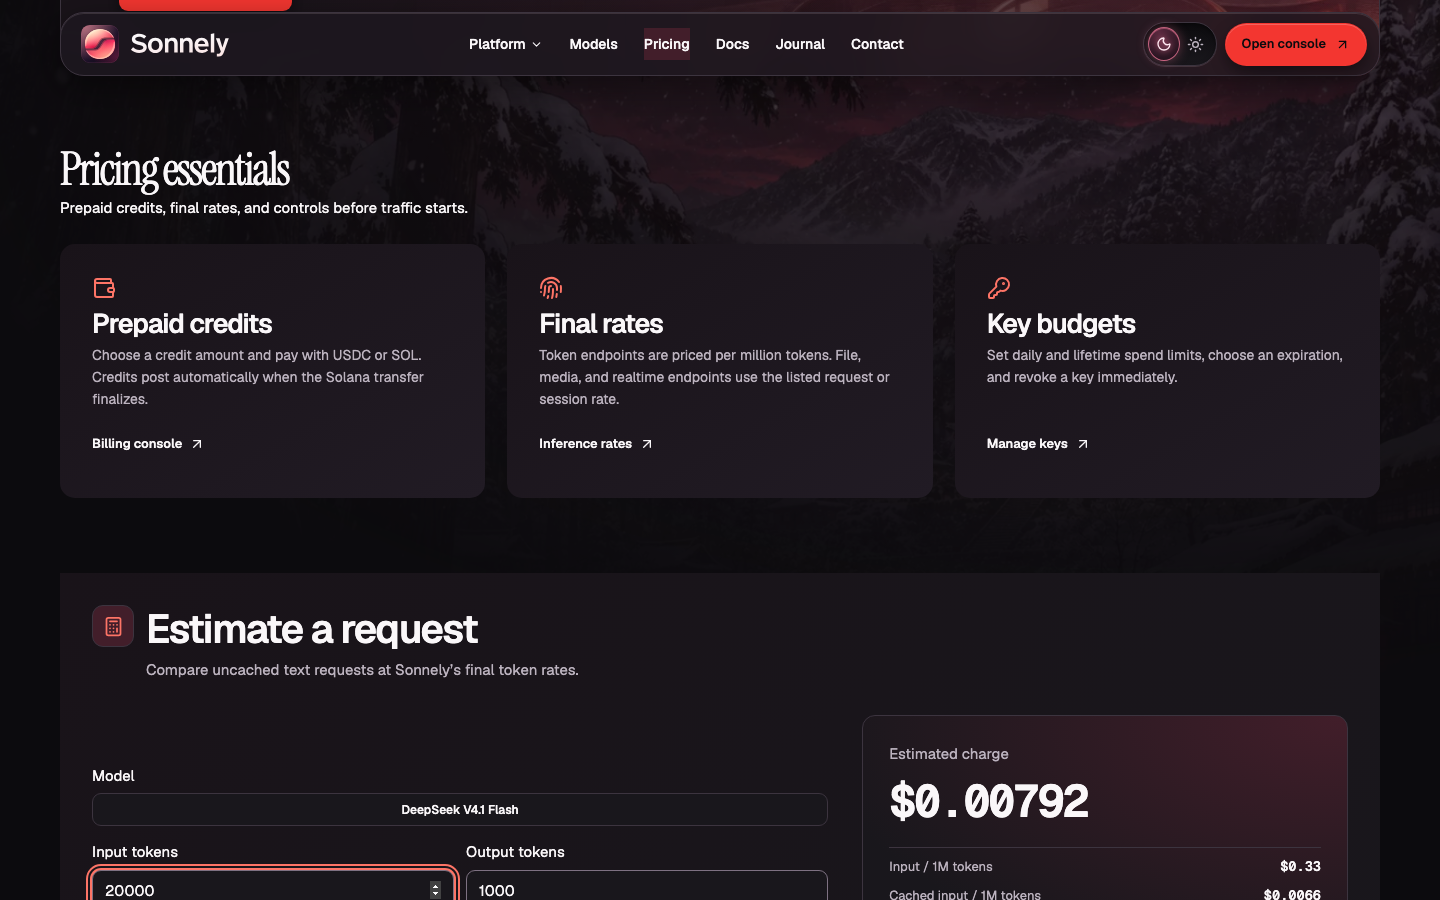 Sonnely
Platform
Models
Pricing
Docs
Journal
Contact
Open console
Pricing essentials
Prepaid credits, final rates, and controls before traffic starts.
Prepaid credits
Choose a credit amount and pay with USDC or SOL.
Credits post automatically when the Solana transfer
finalizes.
Billing console
Final rates
Token endpoints are priced per million tokens. File,
media, and realtime endpoints use the listed request or
session rate.
Inference rates
Key budgets
Set daily and lifetime spend limits, choose an expiration,
and revoke a key immediately.
Manage keys
Estimate a request
Compare uncached text requests at Sonnely’s final token rates.
Model
DeepSeek V4.1 Flash
Input tokens
Output tokens
20000
1000
Estimated charge
$0.00792
Input / 1M tokens
$0.33
Cached input / 1M tokens
$0.0066